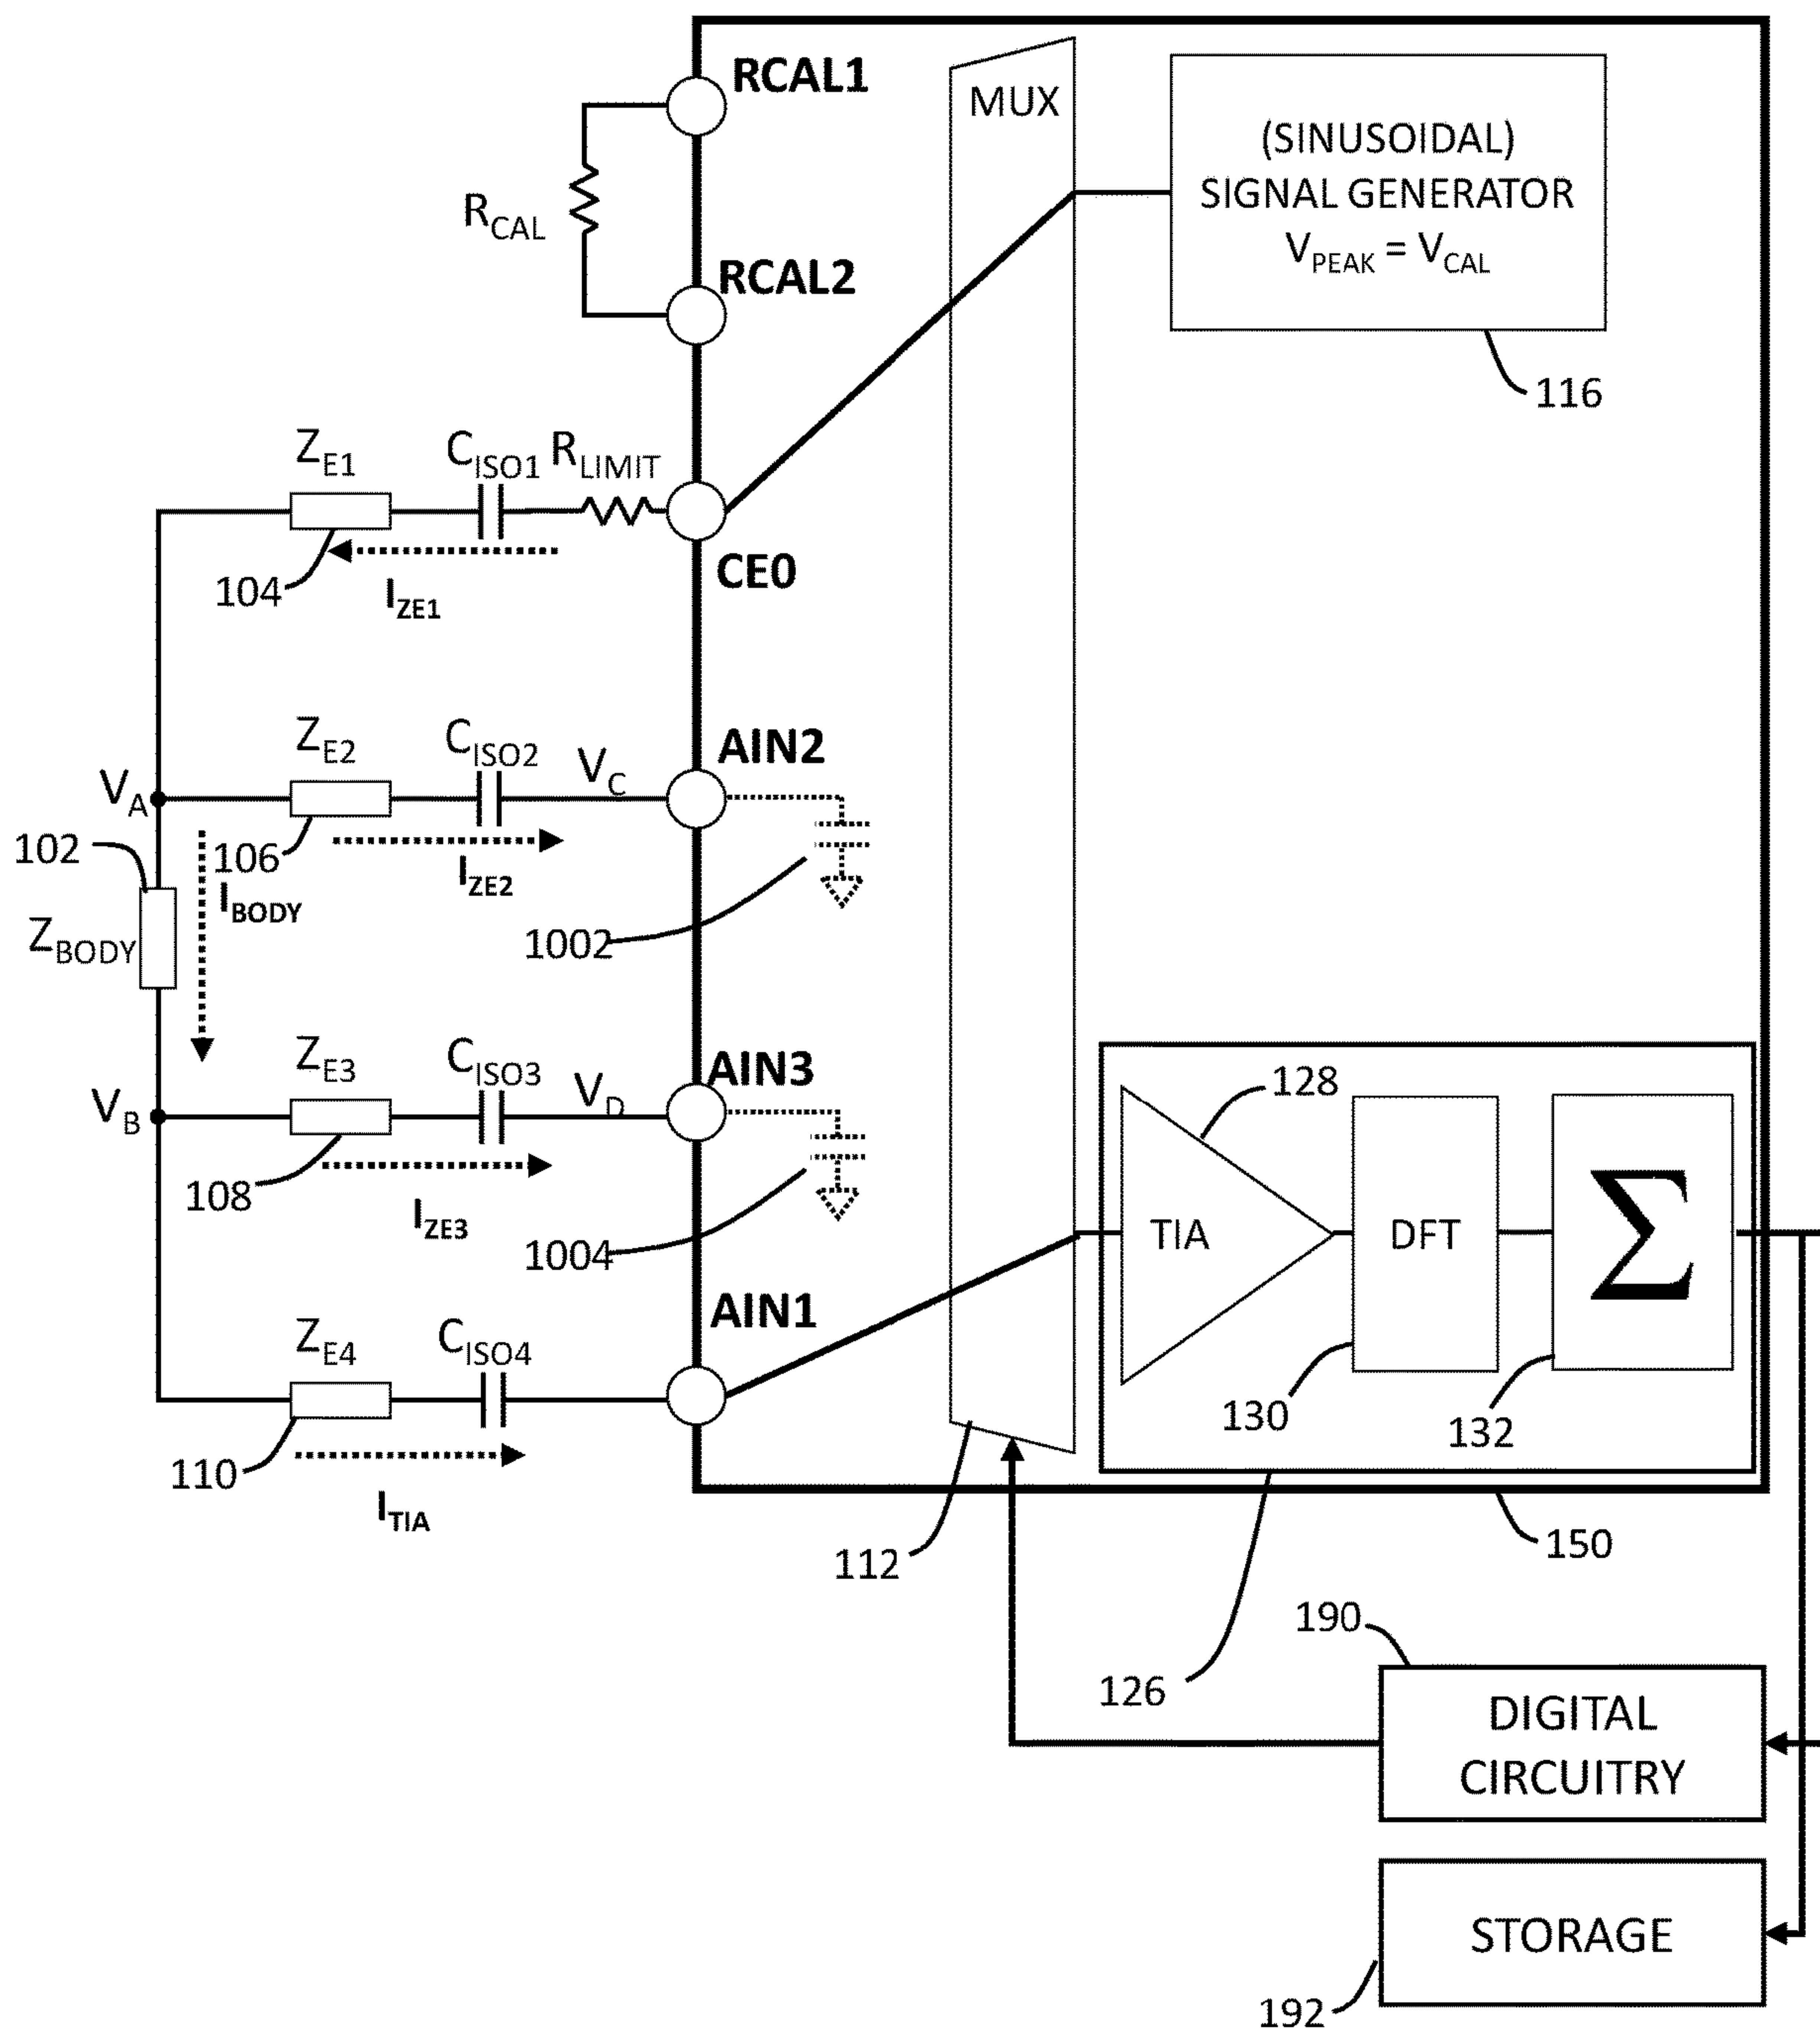 RCAL1
MUX
(SINUSOIDAL)
SIGNAL GENERATOR
VPEAK = VCAL
RCAL
RCAL2
116
ZE1
CISO1
RLIMIT
104
IZE1
CE0
ZE2
CISO2
VC
AIN2
VA
102
106
IZE2
IBODY
ZBODY
1002
ZE3
CISO3
VD
AIN3
VB
128
108
IZE3
1004
TIA
DFT
Σ
AIN1
ZE4
CISO4
130
132
110
ITIA
112
150
190
126
DIGITAL
CIRCUITRY
STORAGE
192